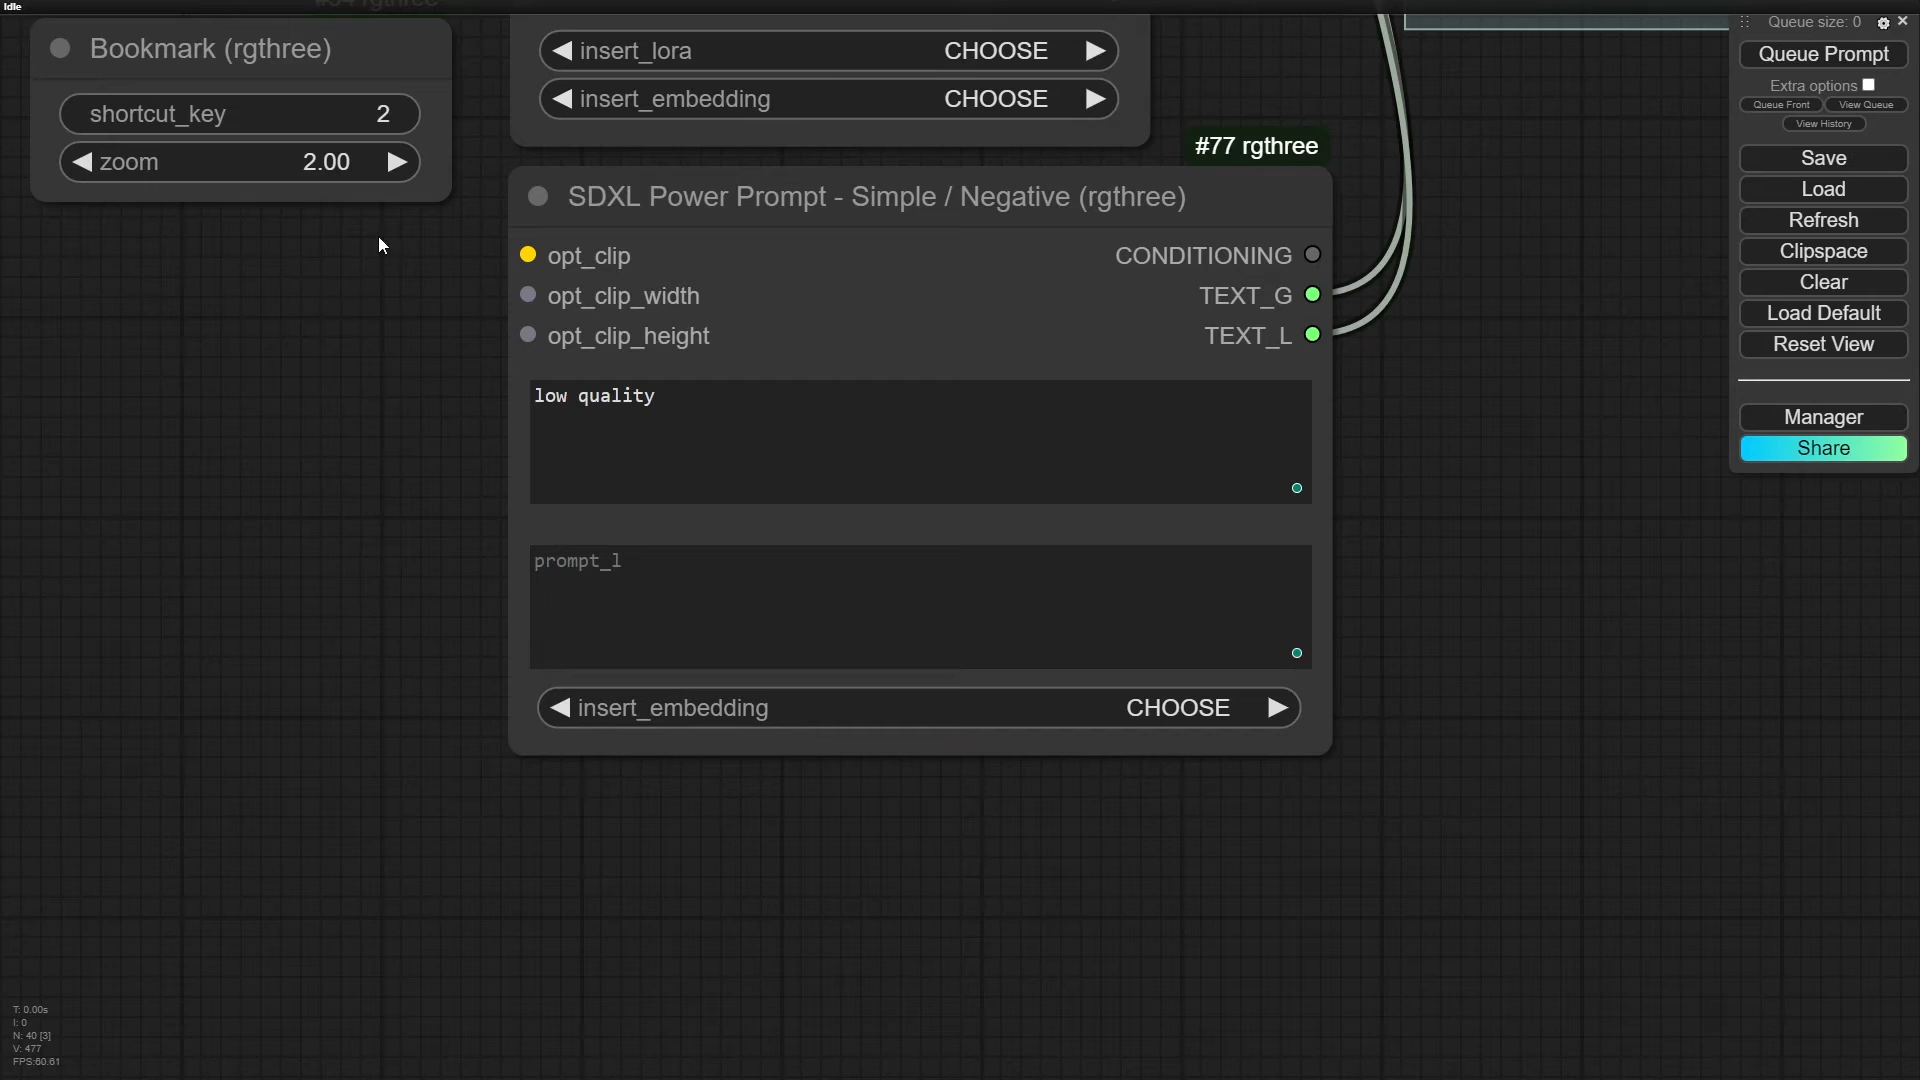 Idle
Bookmark (rgthree)
shortcut_key 2
zoom 2.00
insert_lora CHOOSE
insert_embedding CHOOSE
#77 rgthree
SDXL Power Prompt - Simple / Negative (rgthree)
opt_clip CONDITIONING
opt_clip_width TEXT_G
opt_clip_height TEXT_L
low quality
prompt_l
insert_embedding CHOOSE
Queue size: 0
Queue Prompt
Extra options
Queue Front View Queue
View History
Save
Load
Refresh
Clipspace
Clear
Load Default
Reset View
Manager
Share
T: 0.00s
I: 0
N: 40 [3]
V: 477
FPS:60.61